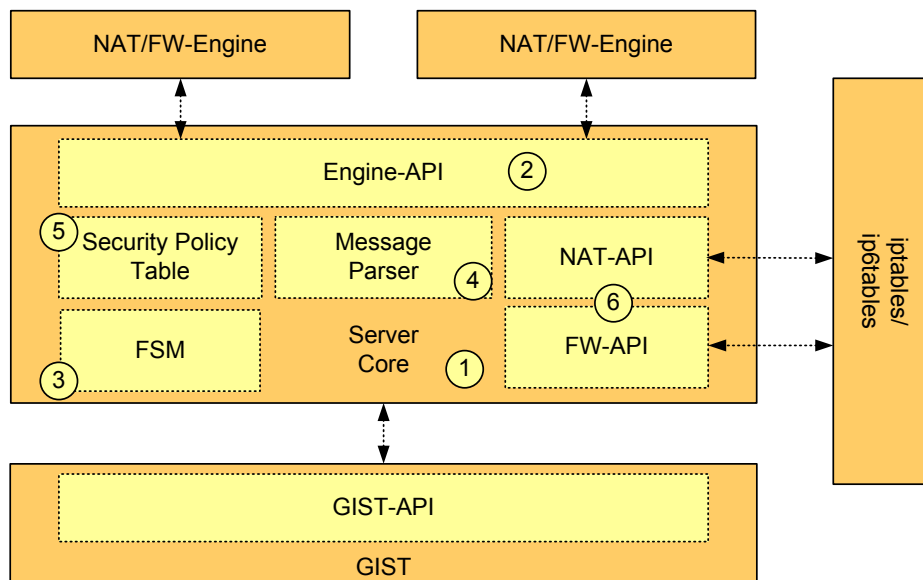 NAT/FW-Engine
NAT/FW-Engine
Engine-API
2
5
Security Policy
Table
Message
Parser
4
NAT-API
6
FW-API
FSM
3
Server
Core
1
iptables/
ip6tables
GIST-API
GIST